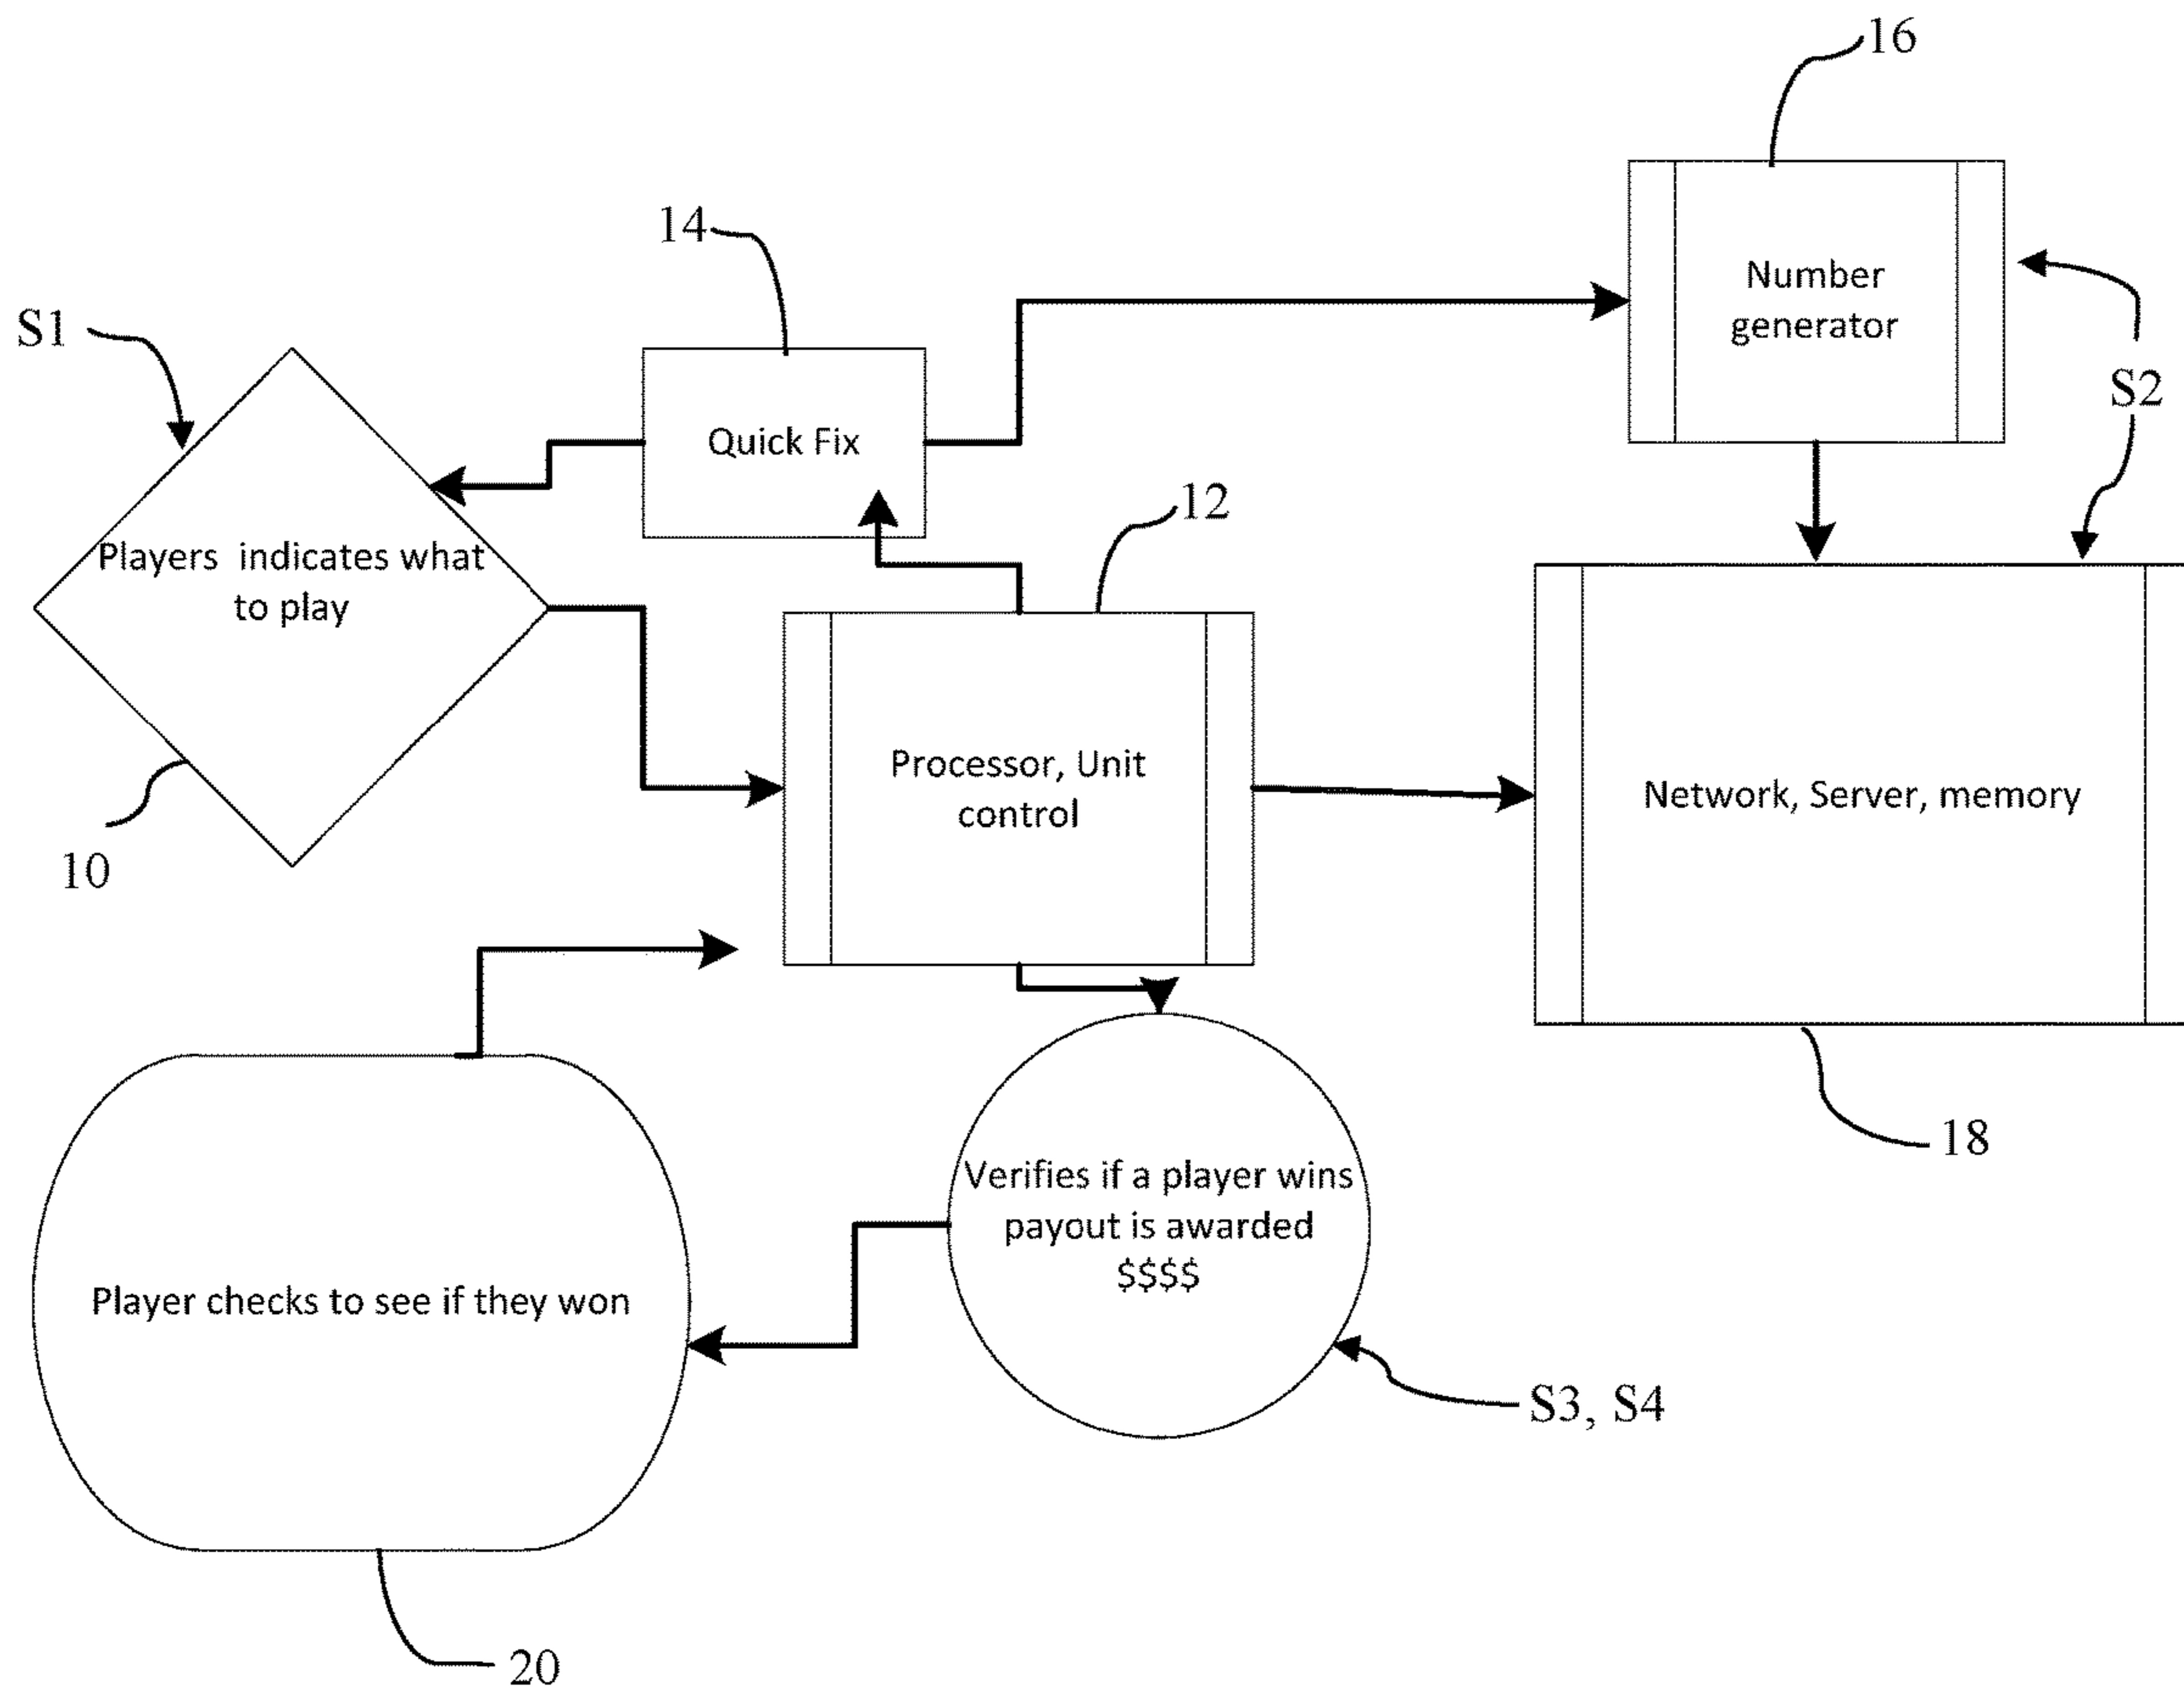 16
14
Number
generator
S1
S2
Quick Fix
12
Players indicates what
to play
Processor, Unit
control
Network, Server, memory
10
18
Verifies if a player wins
payout is awarded
$$$$
Player checks to see if they won
S3, S4
20